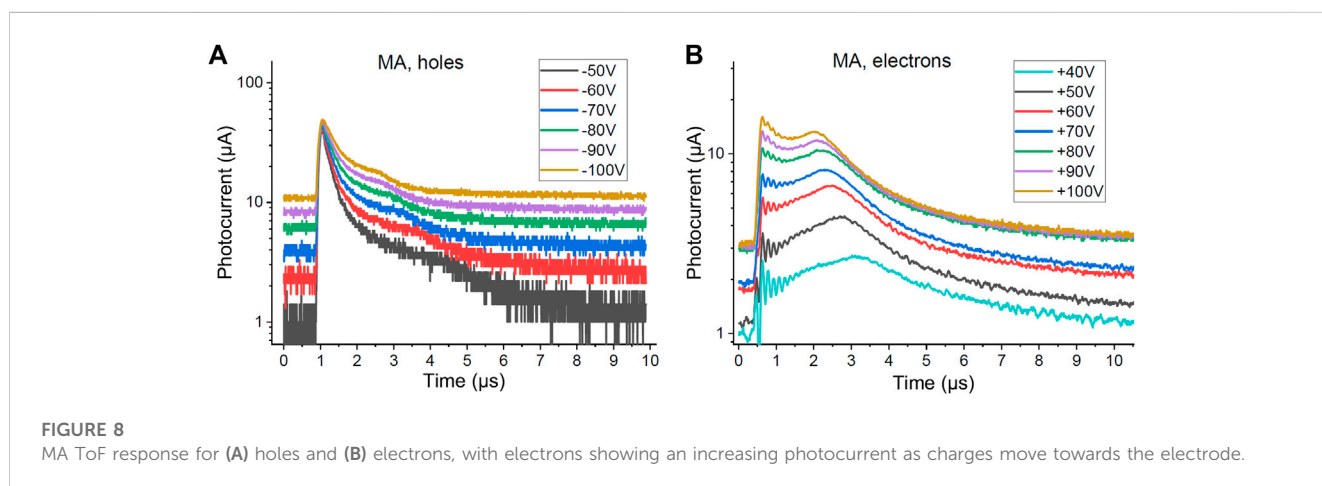 A
MA, holes
-50V
-60V
-70V
-80V
-90V
-100V
Photocurrent (µA)
100
10
1
0 1 2 3 4 5 6 7 8 9 10
Time (µs)
B
MA, electrons
+40V
+50V
+60V
+70V
+80V
+90V
+100V
Photocurrent (µA)
10
1
0 1 2 3 4 5 6 7 8 9 10
Time (µs)
FIGURE 8
MA ToF response for (A) holes and (B) electrons, with electrons showing an increasing photocurrent as charges move towards the electrode.